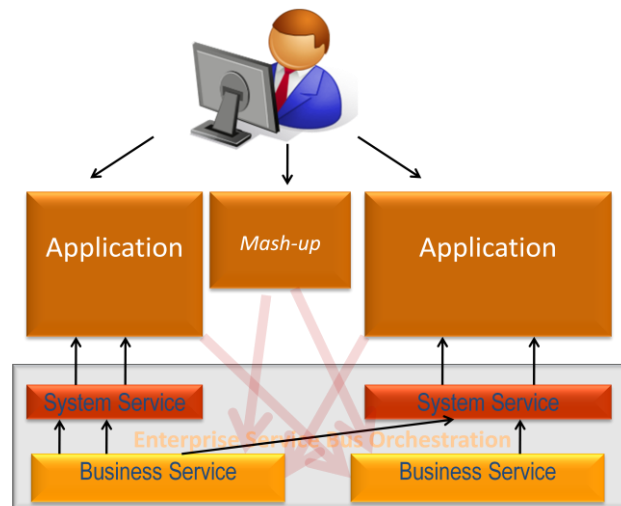 Application
Mash-up
Application
System Service
System Service
Enterprise Service Bus Orchestration
Business Service
Business Service